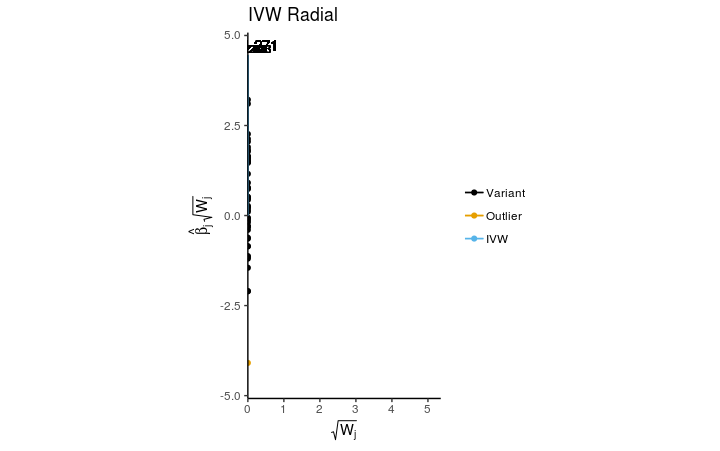 IVW Radial
5.0
2.5
0.0
-2.5
-5.0
β̂ⱼ√Wⱼ
0 1 2 3 4 5
√Wⱼ
Variant
Outlier
IVW